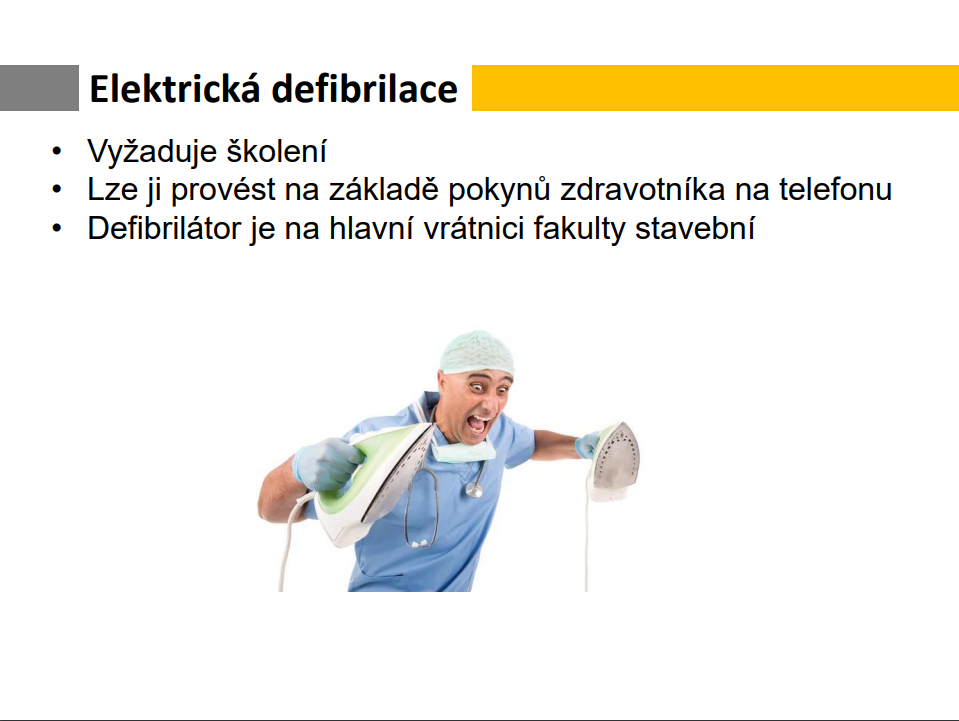 Elektrická defibrilace
• Vyžaduje školení
• Lze ji provést na základě pokynů zdravotníka na telefonu
• Defibrilátor je na hlavní vrátnici fakulty stavební